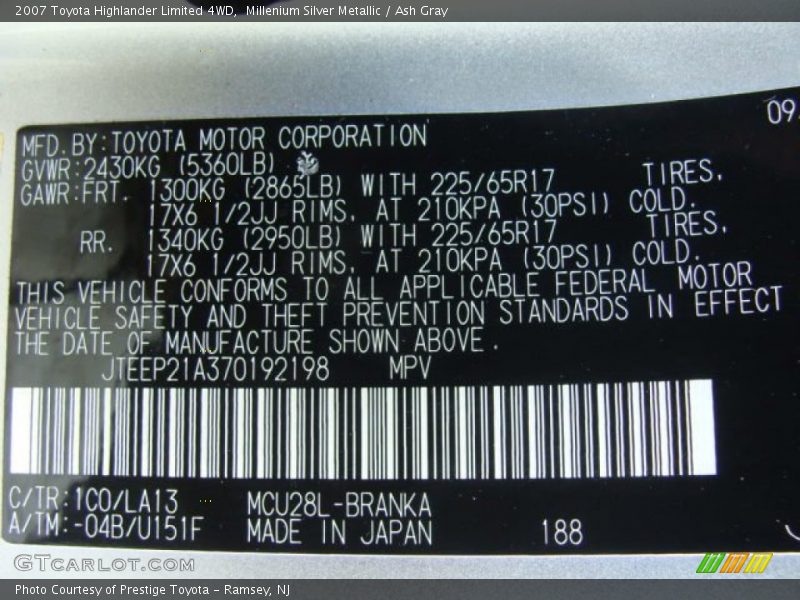 2007 Toyota Highlander Limited 4WD,  Millenium Silver Metallic / Ash Gray
09
MFD. BY: TOYOTA MOTOR CORPORATION
GVWR: 2430KG (5360LB)
GAWR: FRT. 1300KG (2865LB) WITH 225/65R17 TIRES,
17X6 1/2JJ RIMS, AT 210KPA (30PSI) COLD.
RR. 1340KG (2950LB) WITH 225/65R17 TIRES,
17X6 1/2JJ RIMS, AT 210KPA (30PSI) COLD.
THIS VEHICLE CONFORMS TO ALL APPLICABLE FEDERAL MOTOR
VEHICLE SAFETY AND THEFT PREVENTION STANDARDS IN EFFECT
THE DATE OF MANUFACTURE SHOWN ABOVE.
JTEEP21A370192198 MPV
C/TR: 1C0/LA13 MCU28L-BRANKA
A/TM: -04B/U151F MADE IN JAPAN 188
GTCARLOT.COM
Photo Courtesy of Prestige Toyota – Ramsey, NJ